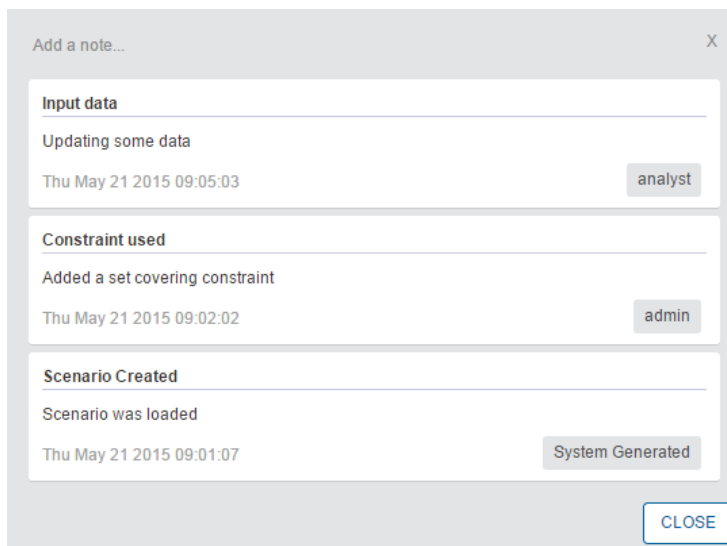 Add a note...
X
Input data
Updating some data
Thu May 21 2015 09:05:03
analyst
Constraint used
Added a set covering constraint
Thu May 21 2015 09:02:02
admin
Scenario Created
Scenario was loaded
Thu May 21 2015 09:01:07
System Generated
CLOSE